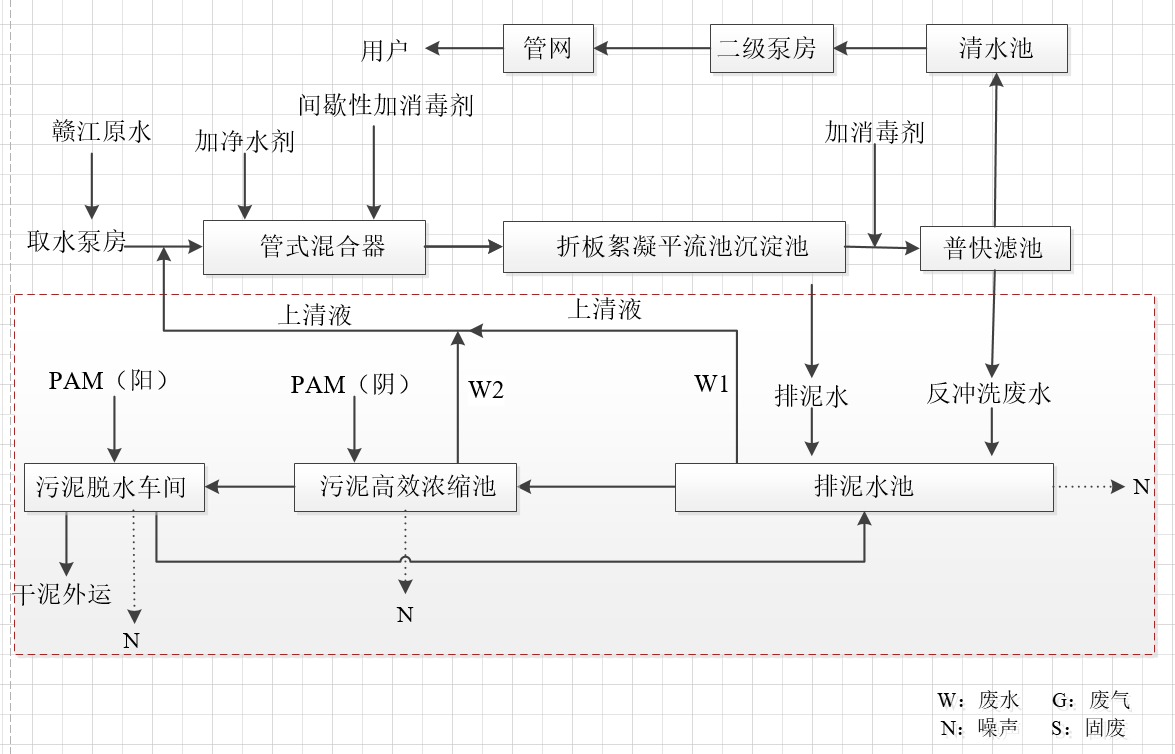 用户
管网
二级泵房
清水池
间歇性加消毒剂
赣江原水
加净水剂
加消毒剂
取水泵房
管式混合器
折板絮凝平流池沉淀池
普快滤池
上清液
上清液
PAM（阳）
PAM（阴）
W2
W1
排泥水
反冲洗废水
污泥脱水车间
污泥高效浓缩池
排泥水池
N
干泥外运
N
N
W：废水 G：废气
N：噪声 S：固废